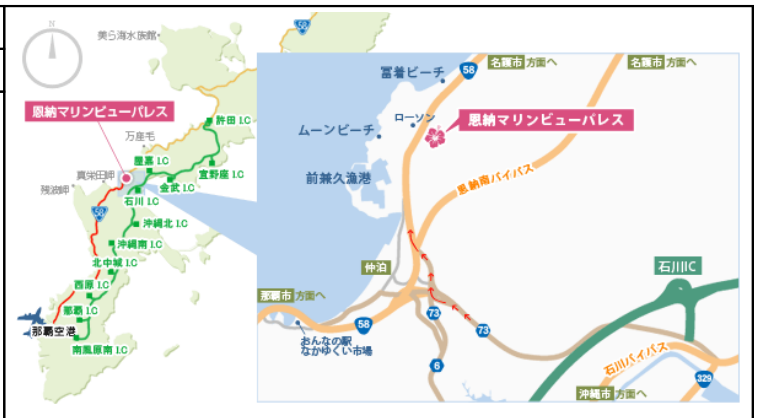 N
美ら海水族館
58
恩納マリンビューパレス
万座毛
許田 I.C
屋嘉 I.C
宜野座 I.C
真栄田岬
金武 I.C
残波岬
石川 I.C
58
沖縄北 I.C
沖縄南 I.C
北中城 I.C
西原 I.C
那覇 I.C
那覇空港
南風原南 I.C
冨着ビーチ
58
名護市 方面へ
名護市 方面へ
ローソン
恩納マリンビューパレス
ムーンビーチ
前兼久漁港
恩納南バイパス
仲泊
石川IC
那覇市 方面へ
58
73
73
おんなの駅
なかゆくい市場
6
石川バイパス
329
沖縄市 方面へ